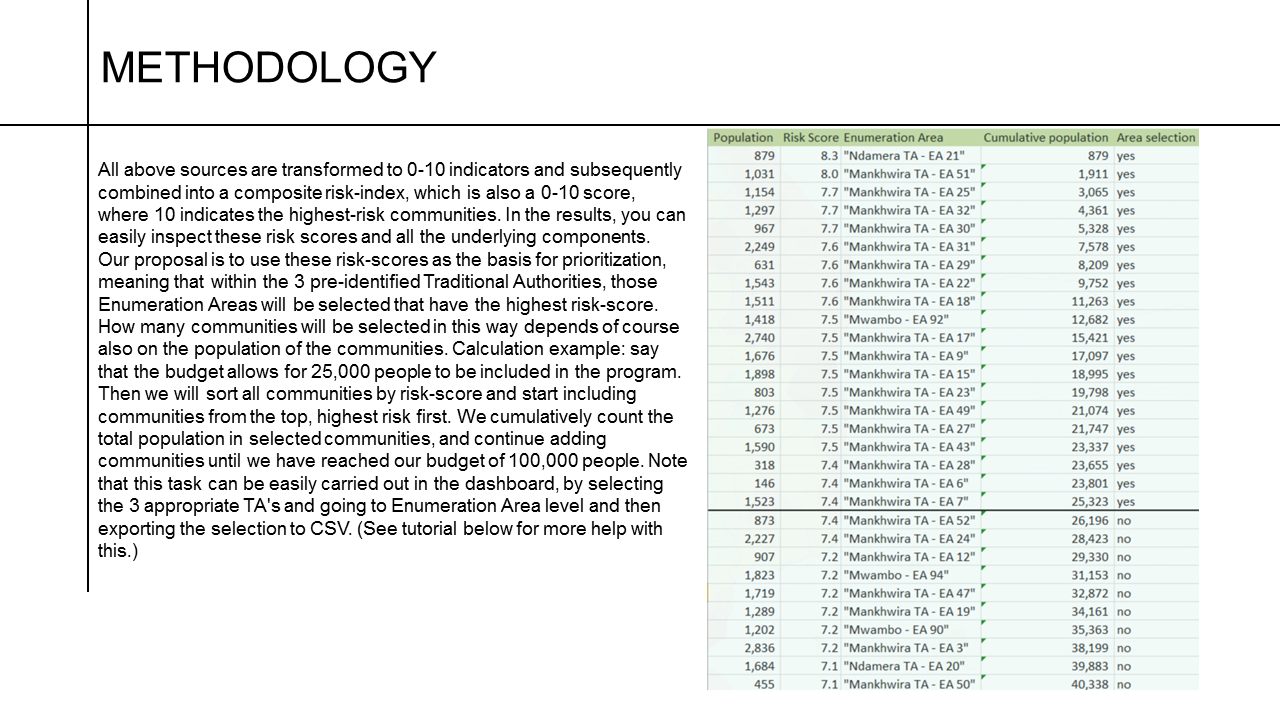 METHODOLOGY
All above sources are transformed to 0-10 indicators and subsequently
combined into a composite risk-index, which is also a 0-10 score,
where 10 indicates the highest-risk communities. In the results, you can
easily inspect these risk scores and all the underlying components.
Our proposal is to use these risk-scores as the basis for prioritization,
meaning that within the 3 pre-identified Traditional Authorities, those
Enumeration Areas will be selected that have the highest risk-score.
How many communities will be selected in this way depends of course
also on the population of the communities. Calculation example: say
that the budget allows for 25,000 people to be included in the program.
Then we will sort all communities by risk-score and start including
communities from the top, highest risk first. We cumulatively count the
total population in selected communities, and continue adding
communities until we have reached our budget of 100,000 people. Note
that this task can be easily carried out in the dashboard, by selecting
the 3 appropriate TA's and going to Enumeration Area level and then
exporting the selection to CSV. (See tutorial below for more help with
this.)
Population Risk Score Enumeration Area Cumulative population Area selection
879 8.3 "Ndamera TA - EA 21" 879 yes
1,031 8.0 "Mankhwira TA - EA 51" 1,911 yes
1,154 7.7 "Mankhwira TA - EA 25" 3,065 yes
1,297 7.7 "Mankhwira TA - EA 32" 4,361 yes
967 7.7 "Mankhwira TA - EA 30" 5,328 yes
2,249 7.6 "Mankhwira TA - EA 31" 7,578 yes
631 7.6 "Mankhwira TA - EA 29" 8,209 yes
1,543 7.6 "Mankhwira TA - EA 22" 9,752 yes
1,511 7.6 "Mankhwira TA - EA 18" 11,263 yes
1,418 7.5 "Mwambo - EA 92" 12,682 yes
2,740 7.5 "Mankhwira TA - EA 17" 15,421 yes
1,676 7.5 "Mankhwira TA - EA 9" 17,097 yes
1,898 7.5 "Mankhwira TA - EA 15" 18,995 yes
803 7.5 "Mankhwira TA - EA 23" 19,798 yes
1,276 7.5 "Mankhwira TA - EA 49" 21,074 yes
673 7.5 "Mankhwira TA - EA 27" 21,747 yes
1,590 7.5 "Mankhwira TA - EA 43" 23,337 yes
318 7.4 "Mankhwira TA - EA 28" 23,655 yes
146 7.4 "Mankhwira TA - EA 6" 23,801 yes
1,523 7.4 "Mankhwira TA - EA 7" 25,323 yes
873 7.4 "Mankhwira TA - EA 52" 26,196 no
2,227 7.4 "Mankhwira TA - EA 24" 28,423 no
907 7.2 "Mankhwira TA - EA 12" 29,330 no
1,823 7.2 "Mwambo - EA 94" 31,153 no
1,719 7.2 "Mankhwira TA - EA 47" 32,872 no
1,289 7.2 "Mankhwira TA - EA 19" 34,161 no
1,202 7.2 "Mwambo - EA 90" 35,363 no
2,836 7.2 "Mankhwira TA - EA 3" 38,199 no
1,684 7.1 "Ndamera TA - EA 20" 39,883 no
455 7.1 "Mankhwira TA - EA 50" 40,338 no